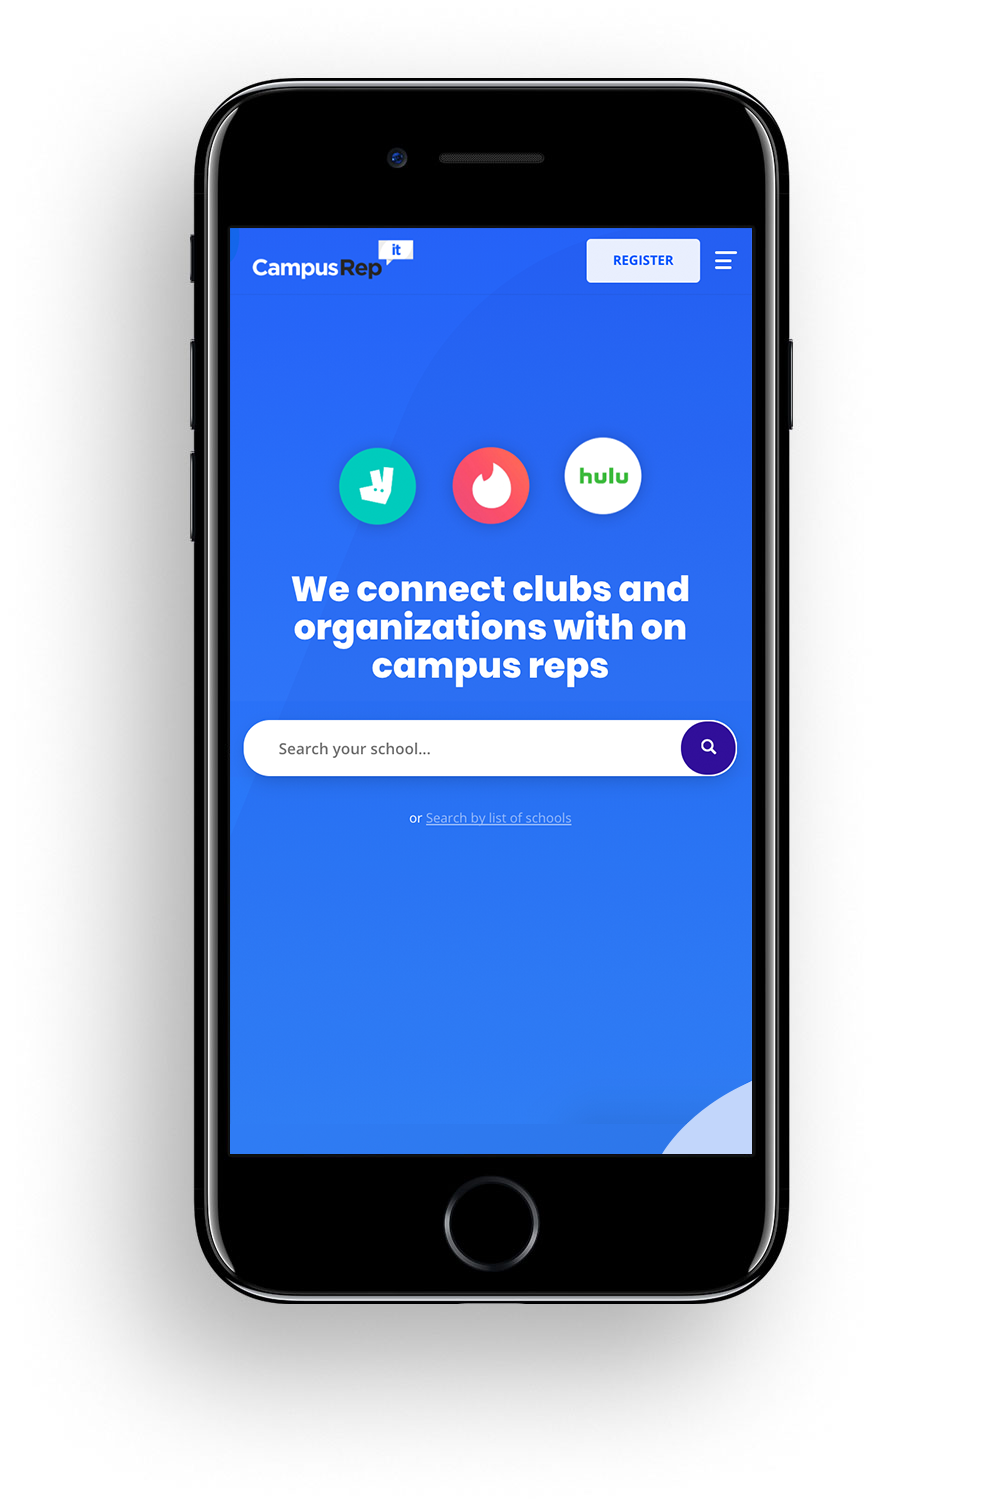 CampusRep it
REGISTER
hulu
We connect clubs and
organizations with on
campus reps
Search your school...
or Search by list of schools